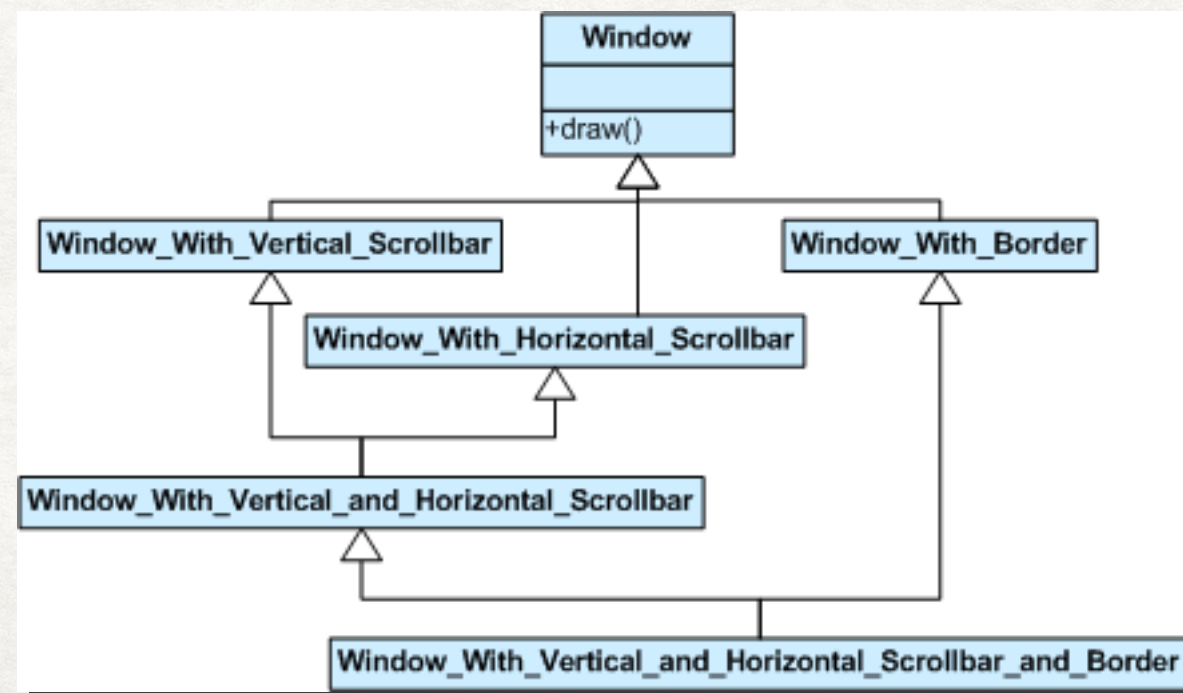 Window
+draw()
Window_With_Vertical_Scrollbar
Window_With_Border
Window_With_Horizontal_Scrollbar
Window_With_Vertical_and_Horizontal_Scrollbar
Window_With_Vertical_and_Horizontal_Scrollbar_and_Border